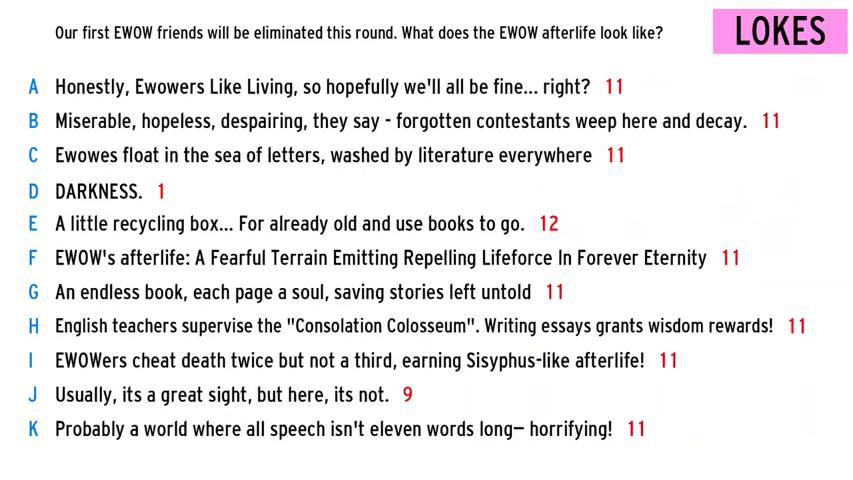 Our first EWOW friends will be eliminated this round. What does the EWOW afterlife look like?
LOKES
A Honestly, Ewowers Like Living, so hopefully we'll all be fine... right? 11
B Miserable, hopeless, despairing, they say - forgotten contestants weep here and decay. 11
C Ewowes float in the sea of letters, washed by literature everywhere 11
D DARKNESS. 1
E A little recycling box... For already old and use books to go. 12
F EWOW's afterlife: A Fearful Terrain Emitting Repelling Lifeforce In Forever Eternity 11
G An endless book, each page a soul, saving stories left untold 11
H English teachers supervise the "Consolation Colosseum". Writing essays grants wisdom rewards! 11
I EWOWers cheat death twice but not a third, earning Sisyphus-like afterlife! 11
J Usually, its a great sight, but here, its not. 9
K Probably a world where all speech isn't eleven words long— horrifying! 11